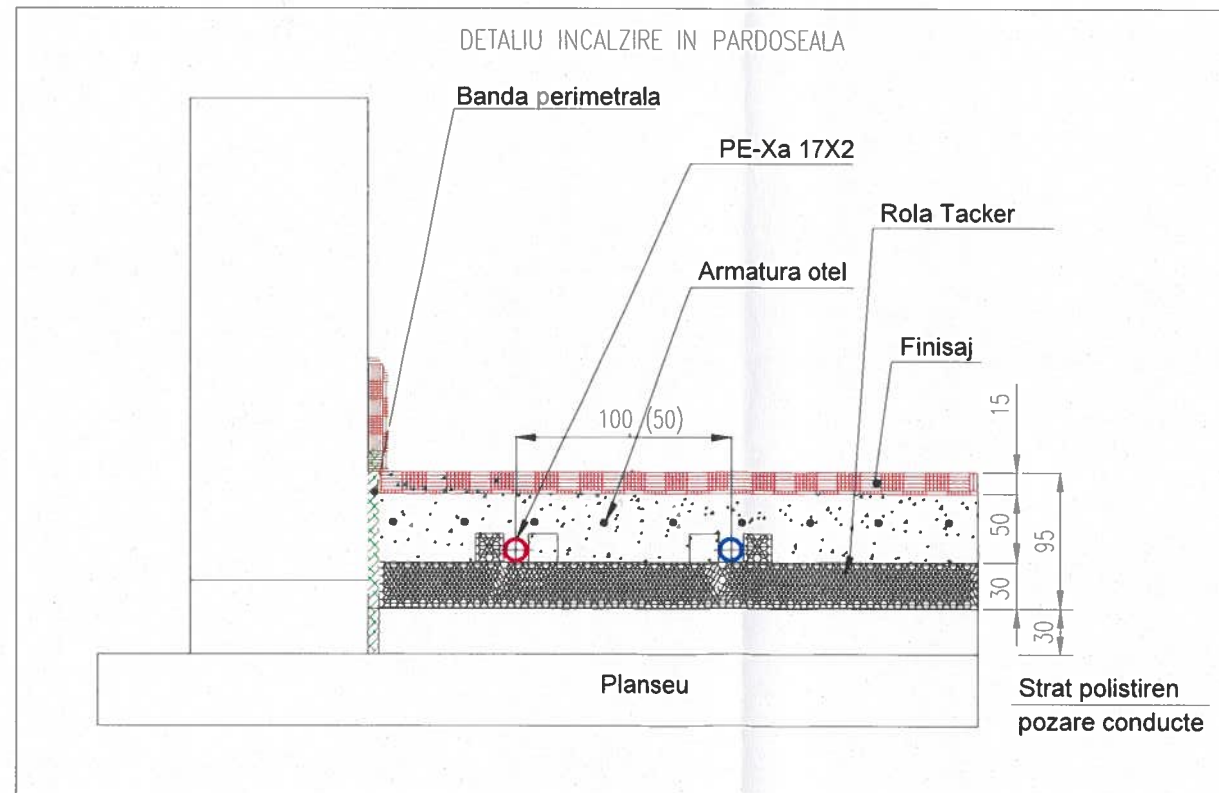 DETALIU INCALZIRE IN PARDOSEALA
Banda perimetrala
PE-Xa 17X2
Rola Tacker
Armatura otel
Finisaj
15
100 (50)
50
95
30
30
Planseu
Strat polistiren
pozare conducte